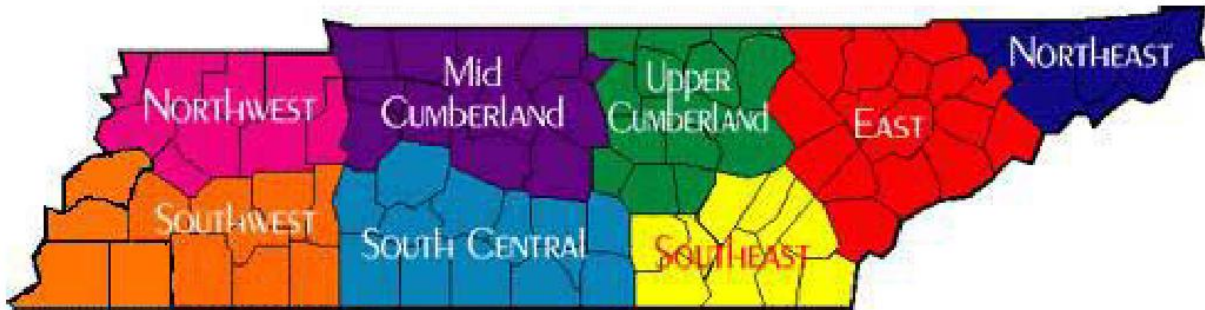 Northwest
Mid
Cumberland
Upper
Cumberland
East
Northeast
Southwest
South Central
Southeast